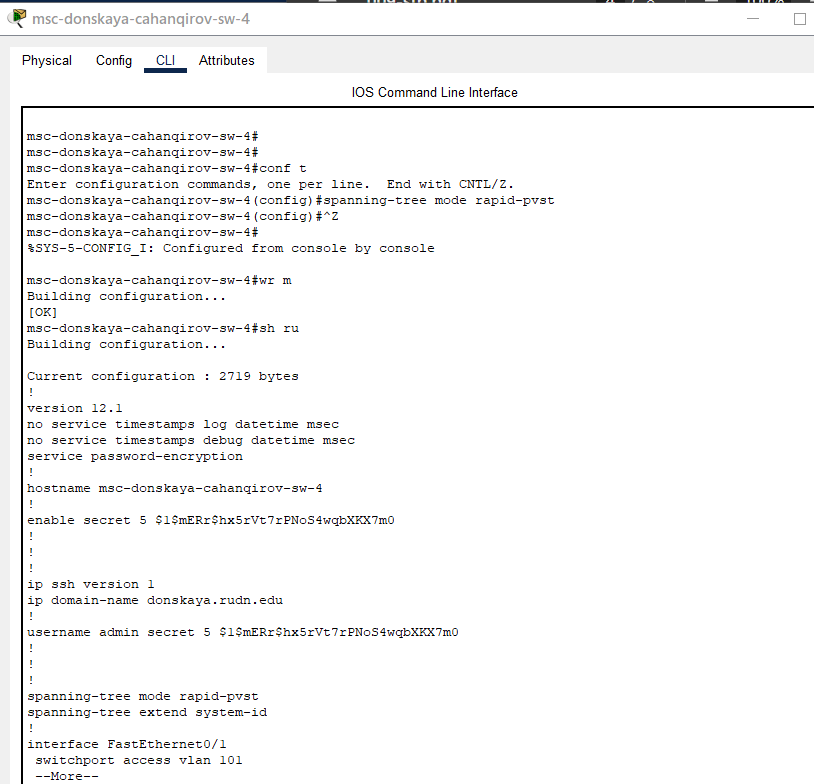 msc-donskaya-cahanqirov-sw-4
Physical Config CLI Attributes
IOS Command Line Interface
msc-donskaya-cahanqirov-sw-4#
msc-donskaya-cahanqirov-sw-4#
msc-donskaya-cahanqirov-sw-4#conf t
Enter configuration commands, one per line.  End with CNTL/Z.
msc-donskaya-cahanqirov-sw-4(config)#spanning-tree mode rapid-pvst
msc-donskaya-cahanqirov-sw-4(config)#^Z
msc-donskaya-cahanqirov-sw-4#
%SYS-5-CONFIG_I: Configured from console by console
msc-donskaya-cahanqirov-sw-4#wr m
Building configuration...
[OK]
msc-donskaya-cahanqirov-sw-4#sh ru
Building configuration...
Current configuration : 2719 bytes
!
version 12.1
no service timestamps log datetime msec
no service timestamps debug datetime msec
service password-encryption
!
hostname msc-donskaya-cahanqirov-sw-4
!
enable secret 5 $1$mERr$hx5rVt7rPNoS4wqbXKX7m0
!
!
!
ip ssh version 1
ip domain-name donskaya.rudn.edu
!
username admin secret 5 $1$mERr$hx5rVt7rPNoS4wqbXKX7m0
!
!
!
spanning-tree mode rapid-pvst
spanning-tree extend system-id
!
interface FastEthernet0/1
 switchport access vlan 101
 --More--